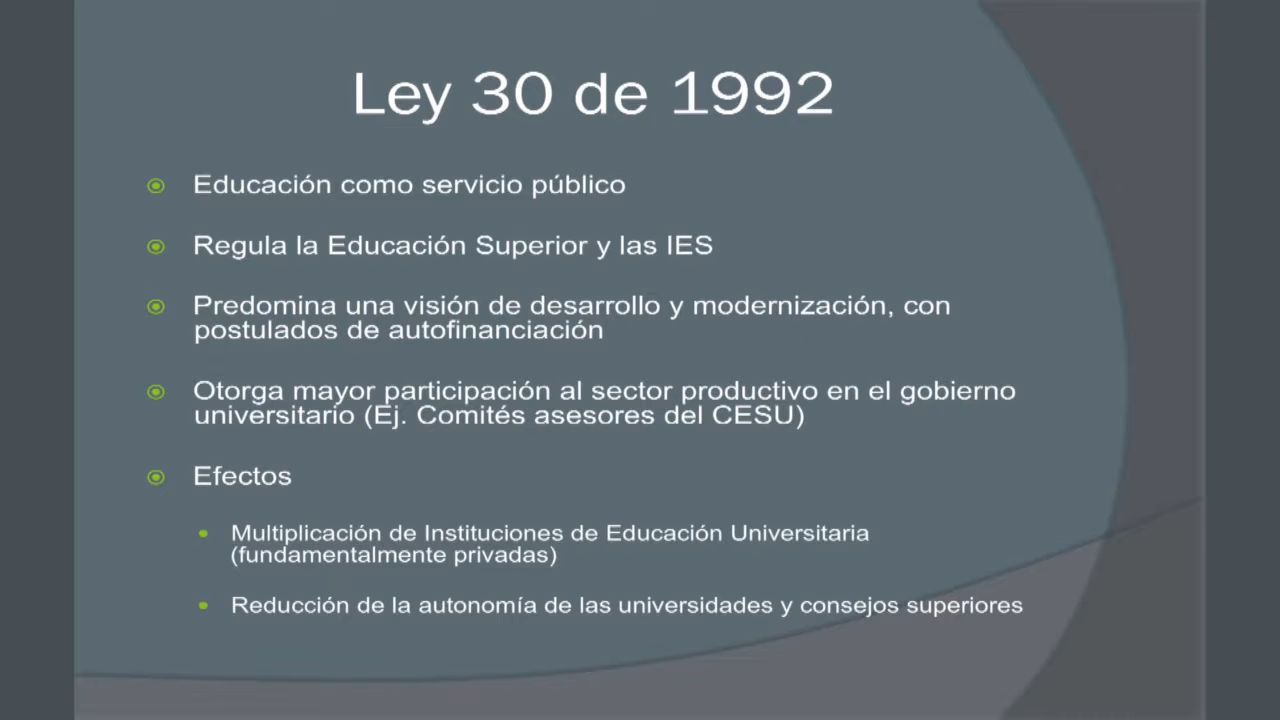 Ley 30 de 1992
Educación como servicio público
Regula la Educación Superior y las IES
Predomina una visión de desarrollo y modernización, con
postulados de autofinanciación
Otorga mayor participación al sector productivo en el gobierno
universitario (Ej. Comités asesores del CESU)
Efectos
Multiplicación de Instituciones de Educación Universitaria
(fundamentalmente privadas)
Reducción de la autonomía de las universidades y consejos superiores